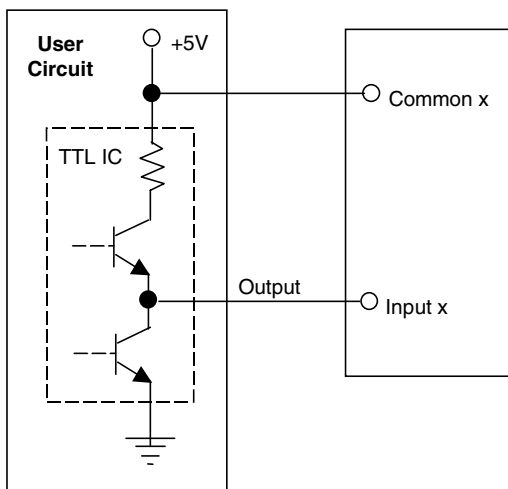 User
Circuit
+5V
Common x
TTL IC
Output
Input x